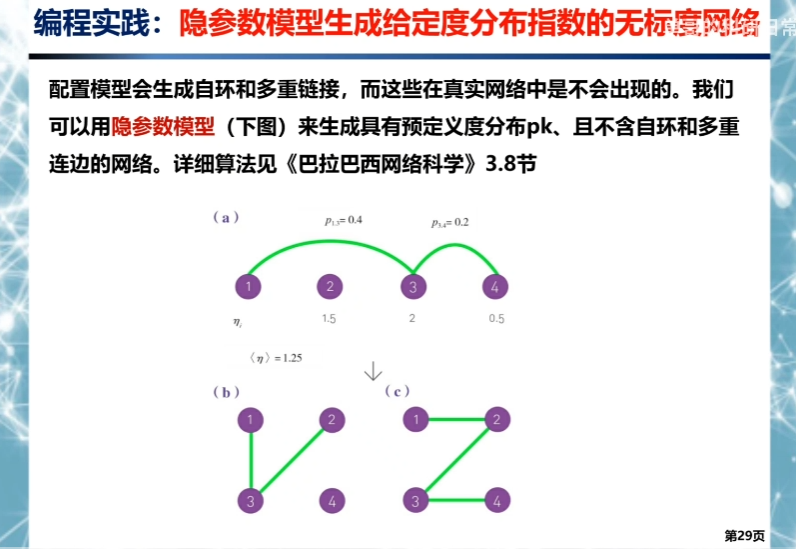 编程实践：隐参数模型生成给定度分布指数的无标度网络
配置模型会生成自环和多重链接，而这些在真实网络中是不会出现的。我们
可以用隐参数模型（下图）来生成具有预定义度分布pk、且不含自环和多重
连边的网络。详细算法见《巴拉巴西网络科学》3.8节
（a） p1,3= 0.4 p3,4= 0.2
1 2 3 4
ηj 1.5 2 0.5
〈η〉= 1.25
（b） （c）
1 2 1 2
3 4 3 4
第29页